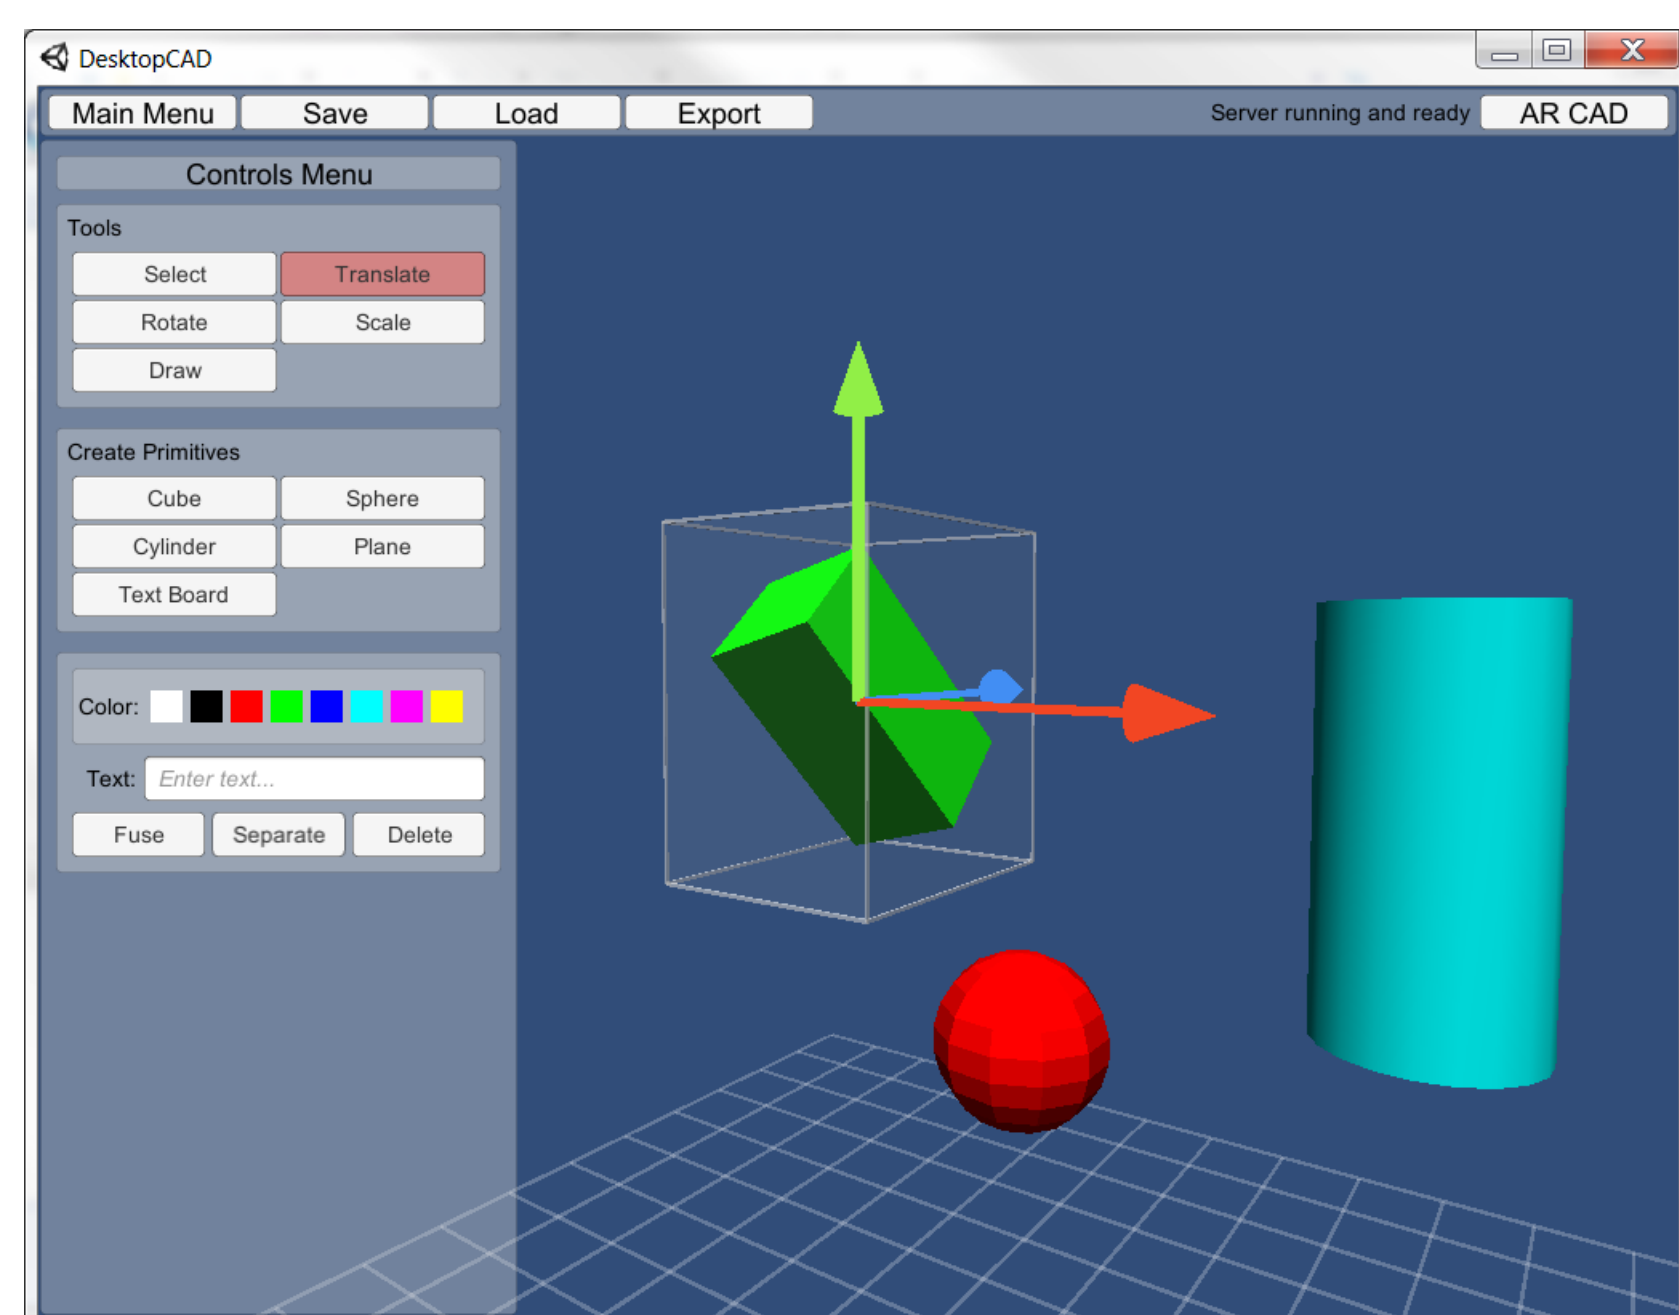 DesktopCAD
Main Menu Save Load Export Server running and ready AR CAD
Controls Menu
Tools
Select Translate
Rotate Scale
Draw
Create Primitives
Cube Sphere
Cylinder Plane
Text Board
Color:
Text: Enter text...
Fuse Separate Delete